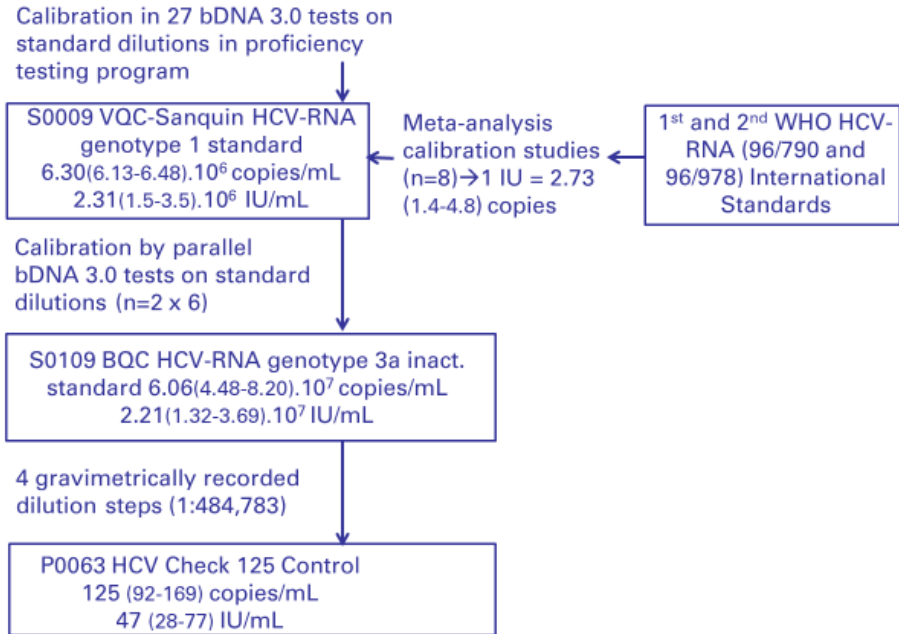 Calibration in 27 bDNA 3.0 tests on
standard dilutions in proficiency
testing program
S0009 VQC-Sanquin HCV-RNA
genotype 1 standard
6.30(6.13-6.48).10⁶ copies/mL
2.31(1.5-3.5).10⁶ IU/mL
Meta-analysis
calibration studies
(n=8)→1 IU = 2.73
(1.4-4.8) copies
1ˢᵗ and 2ⁿᵈ WHO HCV-
RNA (96/790 and
96/978) International
Standards
Calibration by parallel
bDNA 3.0 tests on standard
dilutions (n=2 x 6)
S0109 BQC HCV-RNA genotype 3a inact.
standard 6.06(4.48-8.20).10⁷ copies/mL
2.21(1.32-3.69).10⁷ IU/mL
4 gravimetrically recorded
dilution steps (1:484,783)
P0063 HCV Check 125 Control
125 (92-169) copies/mL
47 (28-77) IU/mL